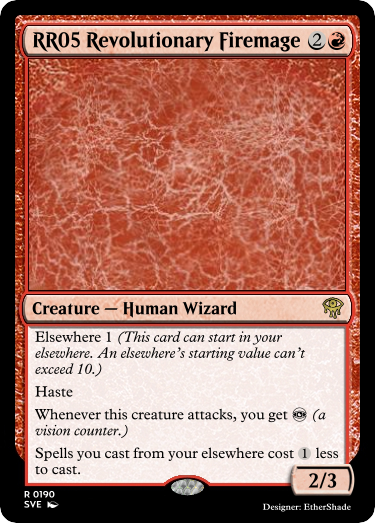 RR05 Revolutionary Firemage 2
Creature — Human Wizard
Elsewhere 1 (This card can start in your
elsewhere. An elsewhere's starting value can't
exceed 10.)
Haste
Whenever this creature attacks, you get (a
vision counter.)
Spells you cast from your elsewhere cost 1 less
to cast.
2/3
R 0190
SVE
Designer: EtherShade